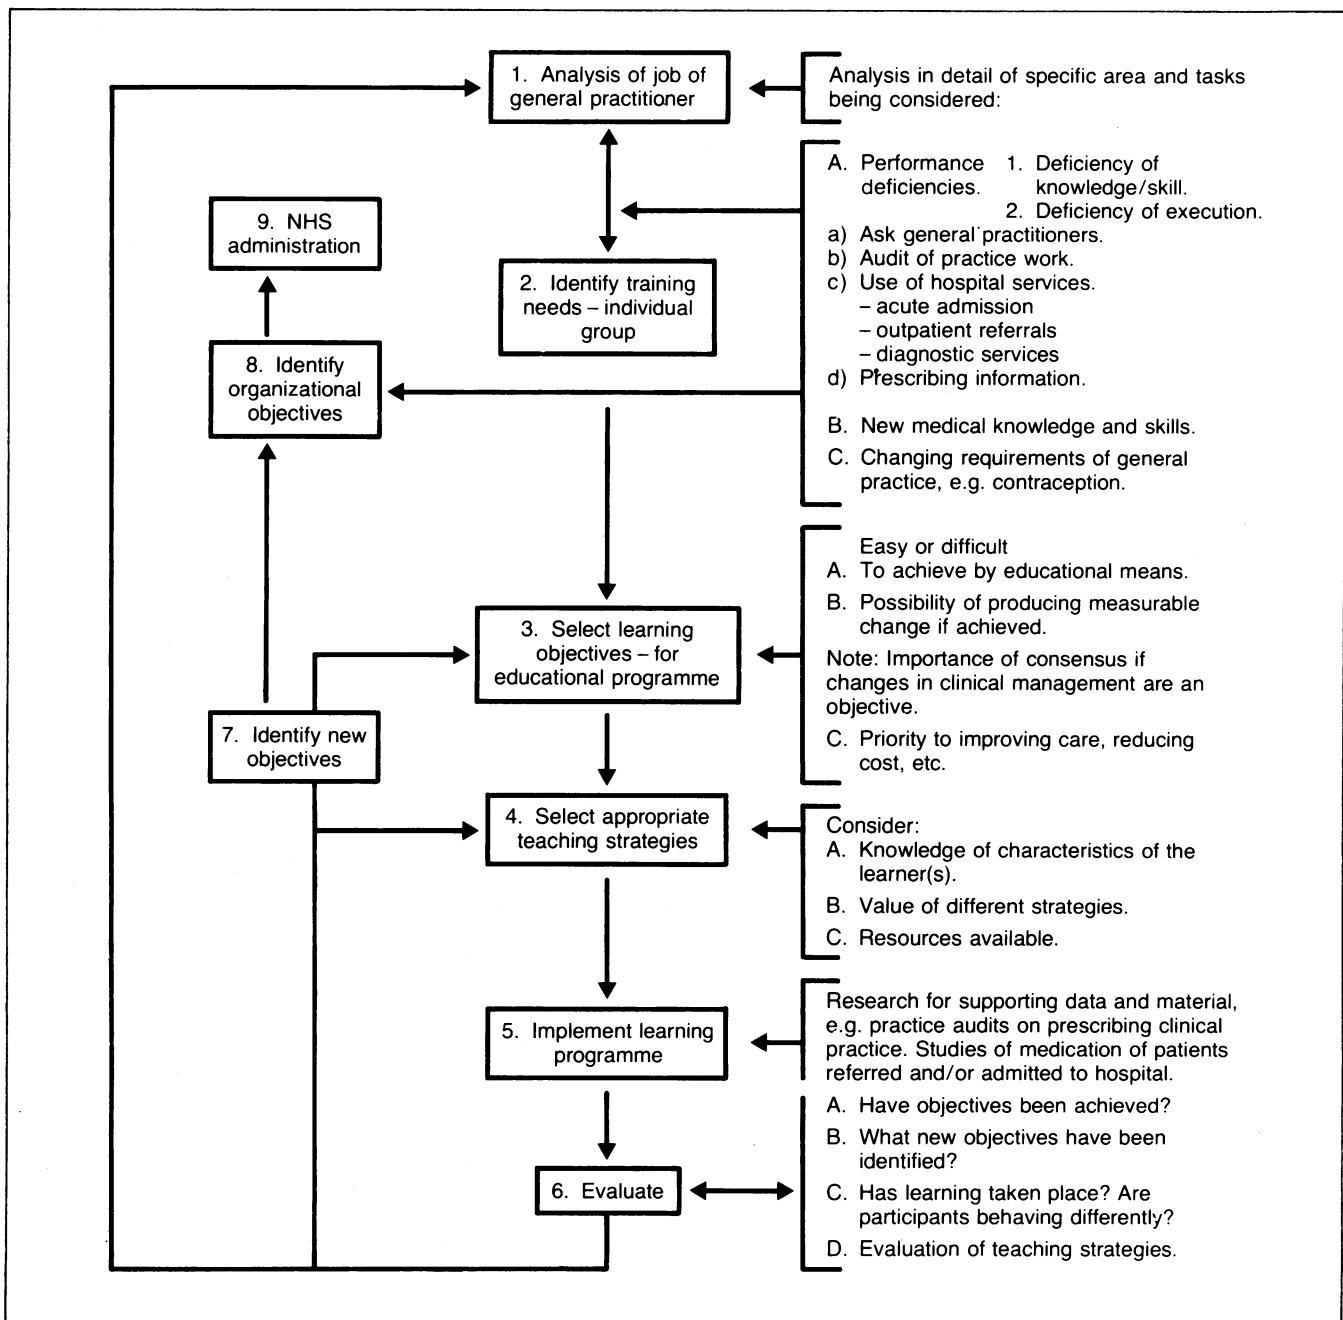 1. Analysis of job of
general practitioner
Analysis in detail of specific area and tasks
being considered:
A. Performance 1. Deficiency of
deficiencies. knowledge/skill.
2. Deficiency of execution.
a) Ask general practitioners.
b) Audit of practice work.
c) Use of hospital services.
– acute admission
– outpatient referrals
– diagnostic services
d) Prescribing information.
B. New medical knowledge and skills.
C. Changing requirements of general
practice, e.g. contraception.
9. NHS
administration
2. Identify training
needs – individual
group
8. Identify
organizational
objectives
Easy or difficult
A. To achieve by educational means.
B. Possibility of producing measurable
change if achieved.
Note: Importance of consensus if
changes in clinical management are an
objective.
C. Priority to improving care, reducing
cost, etc.
3. Select learning
objectives – for
educational programme
7. Identify new
objectives
4. Select appropriate
teaching strategies
Consider:
A. Knowledge of characteristics of the
learner(s).
B. Value of different strategies.
C. Resources available.
5. Implement learning
programme
Research for supporting data and material,
e.g. practice audits on prescribing clinical
practice. Studies of medication of patients
referred and/or admitted to hospital.
A. Have objectives been achieved?
B. What new objectives have been
identified?
C. Has learning taken place? Are
participants behaving differently?
D. Evaluation of teaching strategies.
6. Evaluate